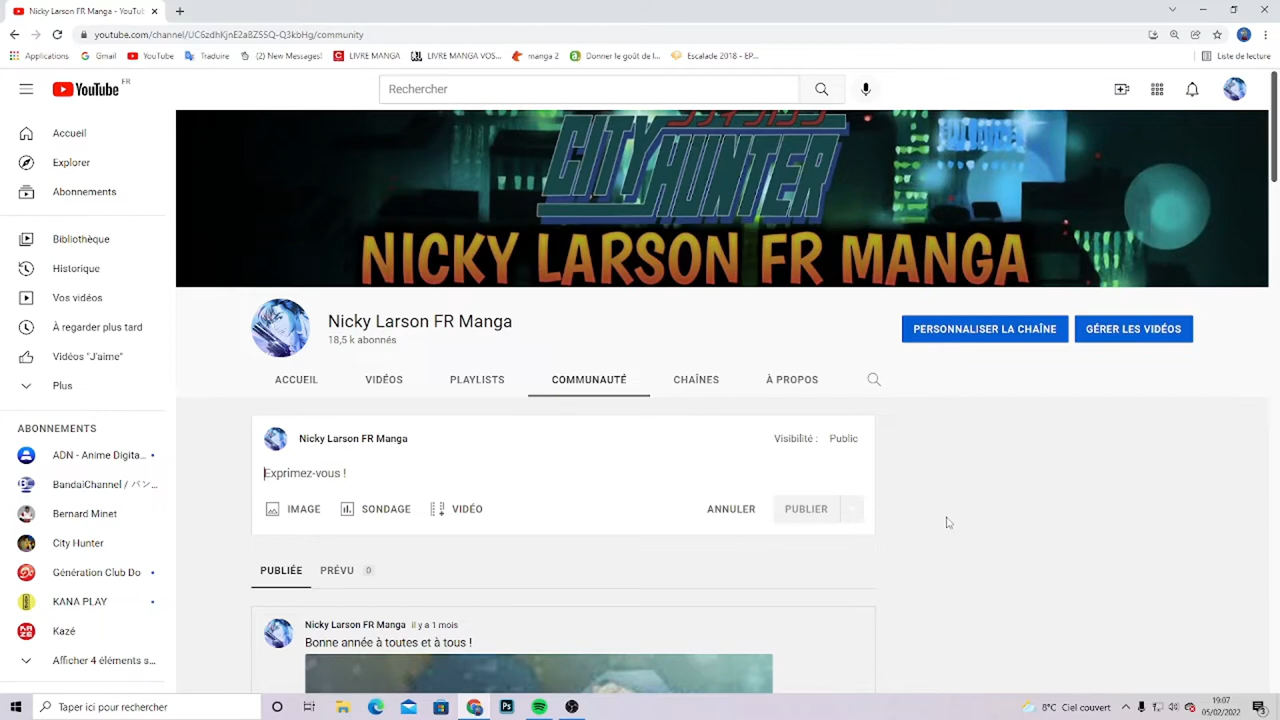 Nicky Larson FR Manga - YouTu
youtube.com/channel/UC6zdhKjnE2aBZ5SQ-Q3kbHg/community
Applications
Gmail
YouTube
Traduire
(2) New Messages!
LIVRE MANGA
LIVRE MANGA VOS...
manga 2
Donner le goût de l...
Escalade 2018 - EP...
Liste de lecture
YouTube FR
Rechercher
Accueil
Explorer
Abonnements
Bibliothèque
Historique
Vos vidéos
À regarder plus tard
Vidéos "J'aime"
Plus
ABONNEMENTS
ADN - Anime Digita...
BandaiChannel / バン...
Bernard Minet
City Hunter
Génération Club Do
KANA PLAY
Kazé
Afficher 4 éléments s...
CITY HUNTER
NICKY LARSON FR MANGA
Nicky Larson FR Manga
18,5 k abonnés
PERSONNALISER LA CHAÎNE
GÉRER LES VIDÉOS
ACCUEIL
VIDÉOS
PLAYLISTS
COMMUNAUTÉ
CHAÎNES
À PROPOS
Nicky Larson FR Manga
Visibilité : Public
Exprimez-vous !
IMAGE
SONDAGE
VIDÉO
ANNULER
PUBLIER
PUBLIÉE
PRÉVU 0
Nicky Larson FR Manga il y a 1 mois
Bonne année à toutes et à tous !
Taper ici pour rechercher
8°C Ciel couvert
19:07
05/02/2022